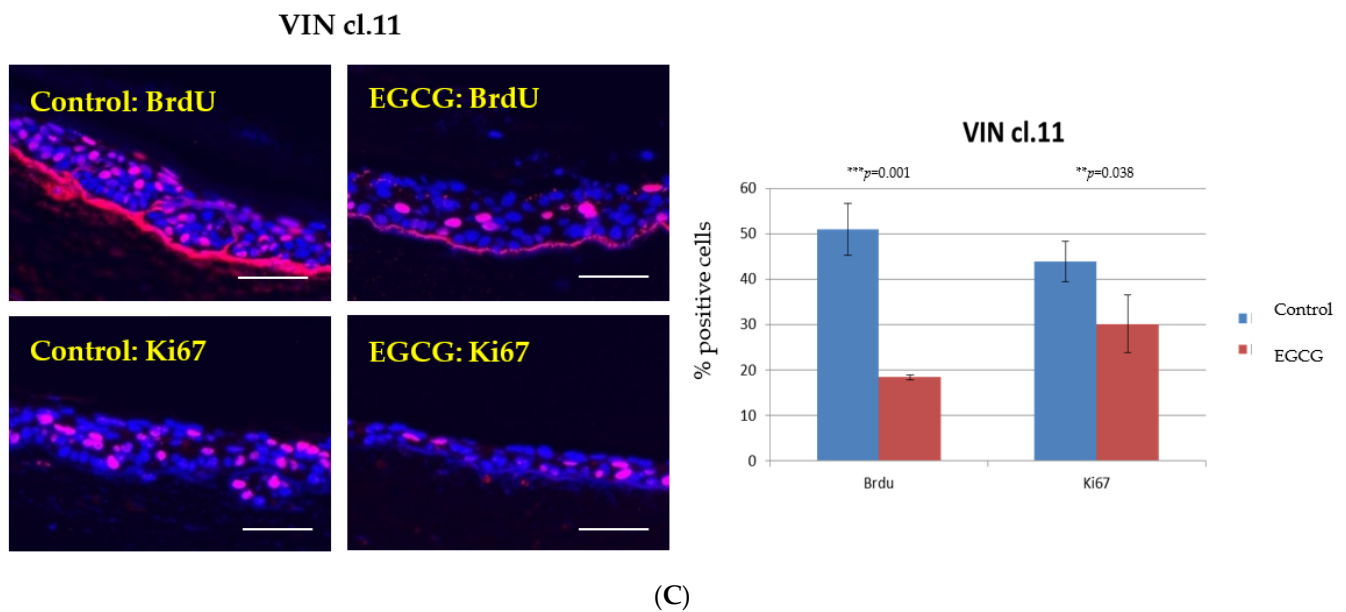 VIN cl.11
Control: BrdU
EGCG: BrdU
Control: Ki67
EGCG: Ki67
VIN cl.11
***p=0.001
**p=0.038
% positive cells
60
50
40
30
20
10
0
Brdu
Ki67
Control
EGCG
(C)